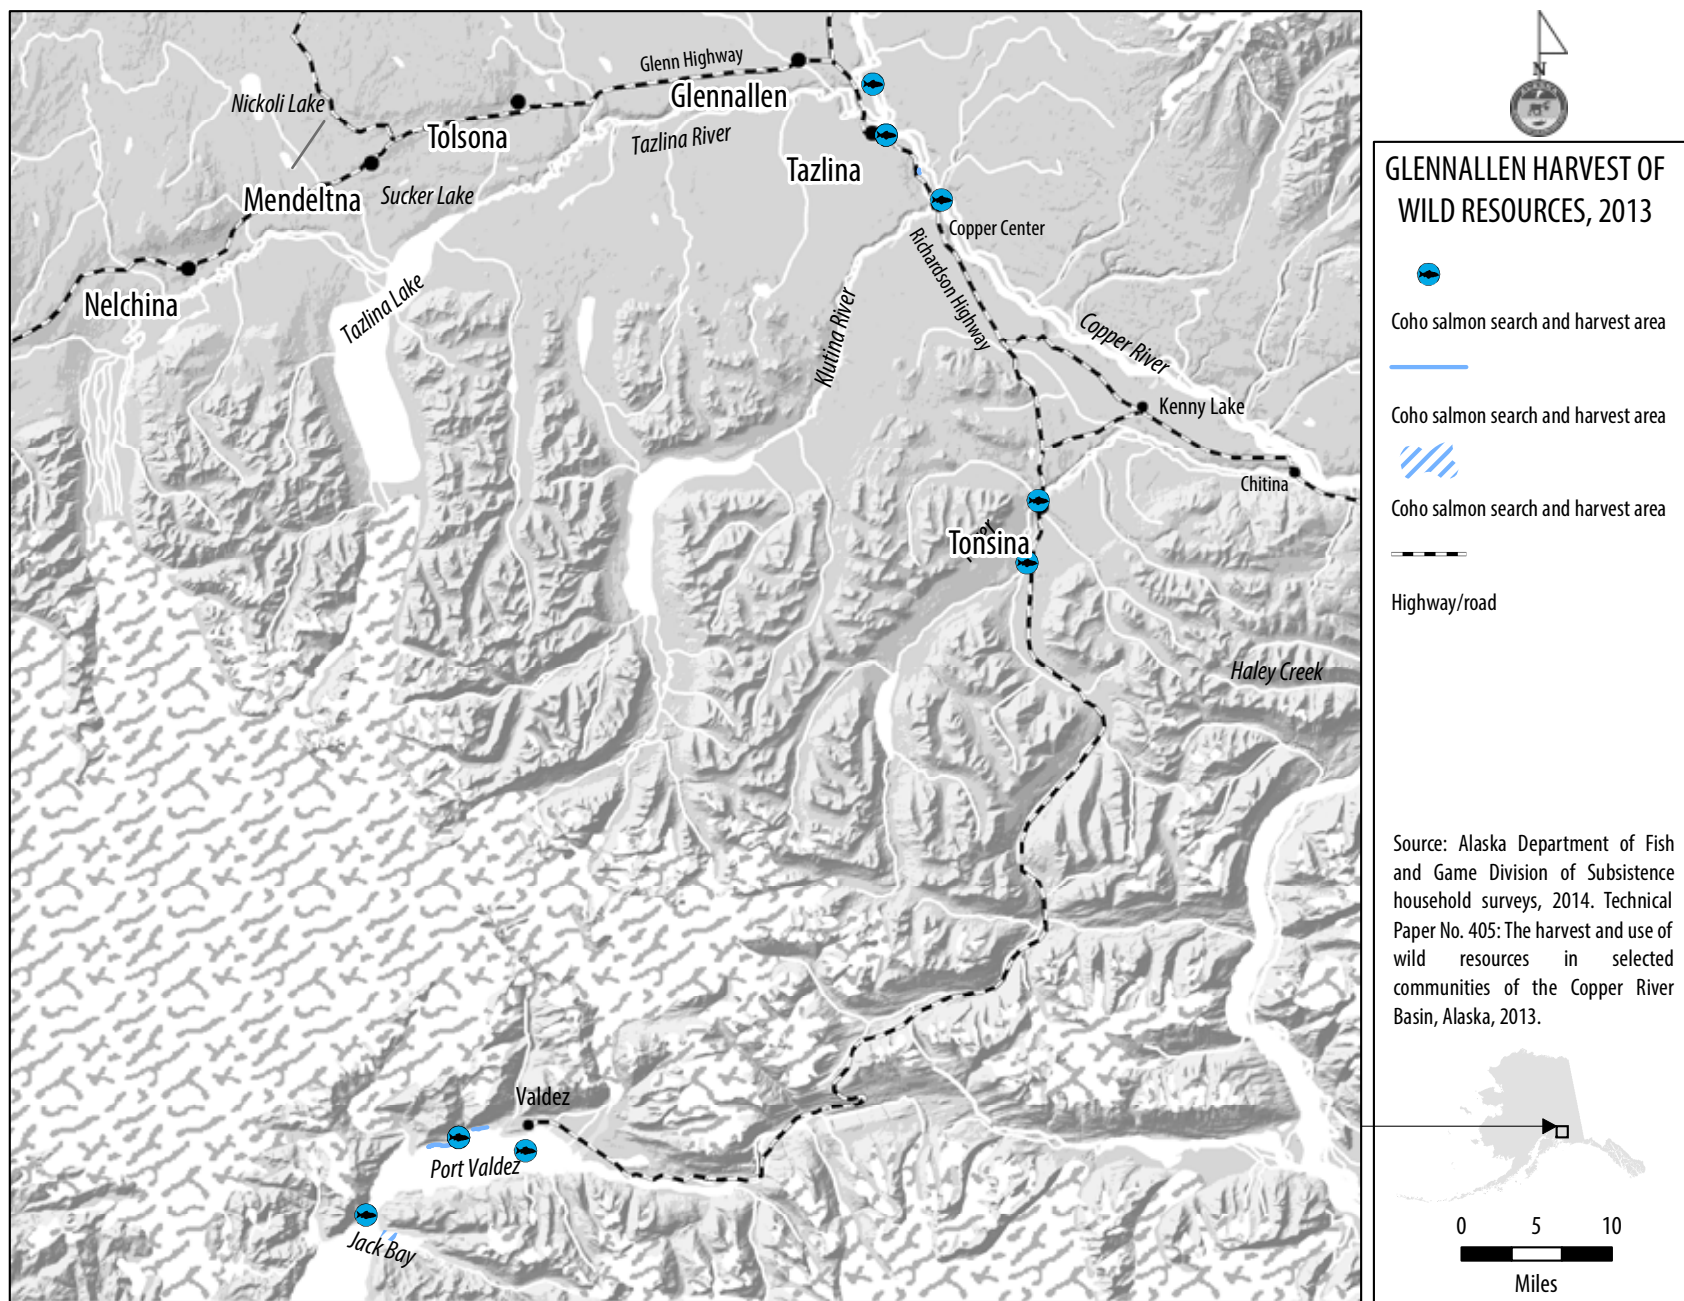 Glenn Highway
Nickoli Lake
Glennallen
Tolsona
Tazlina River
Tazlina
Mendeltna
Sucker Lake
Copper Center
Richardson Highway
Nelchina
Tazlina Lake
Klutina River
Copper River
Kenny Lake
Chitina
Tonsina
Haley Creek
Valdez
Port Valdez
Jack Bay
N
GLENNALLEN HARVEST OF
WILD RESOURCES, 2013
Coho salmon search and harvest area
Coho salmon search and harvest area
Coho salmon search and harvest area
Highway/road
Source: Alaska Department of Fish
and Game Division of Subsistence
household surveys, 2014. Technical
Paper No. 405: The harvest and use of
wild resources in selected
communities of the Copper River
Basin, Alaska, 2013.
0 5 10
Miles